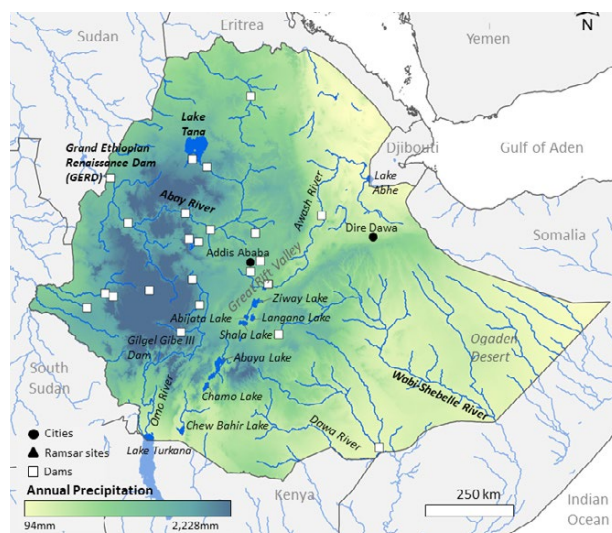 N
Sudan
Eritrea
Yemen
Lake
Tana
Grand Ethiopian
Renaissance Dam
(GERD)
Djibouti
Gulf of Aden
Lake
Abhe
Abay River
Awash River
Dire Dawa
Addis Ababa
Great Rift Valley
Somalia
Ziway Lake
Abijata Lake
Langano Lake
Shala Lake
Gilgel Gibe III
Dam
Ogaden
Desert
Abaya Lake
South
Sudan
Omo River
Chamo Lake
Wabi-Shebelle River
Cities
Chew Bahir Lake
Dawa River
Ramsar sites
Lake Turkana
Dams
Annual Precipitation
Kenya
250 km
Indian
Ocean
94mm
2,228mm